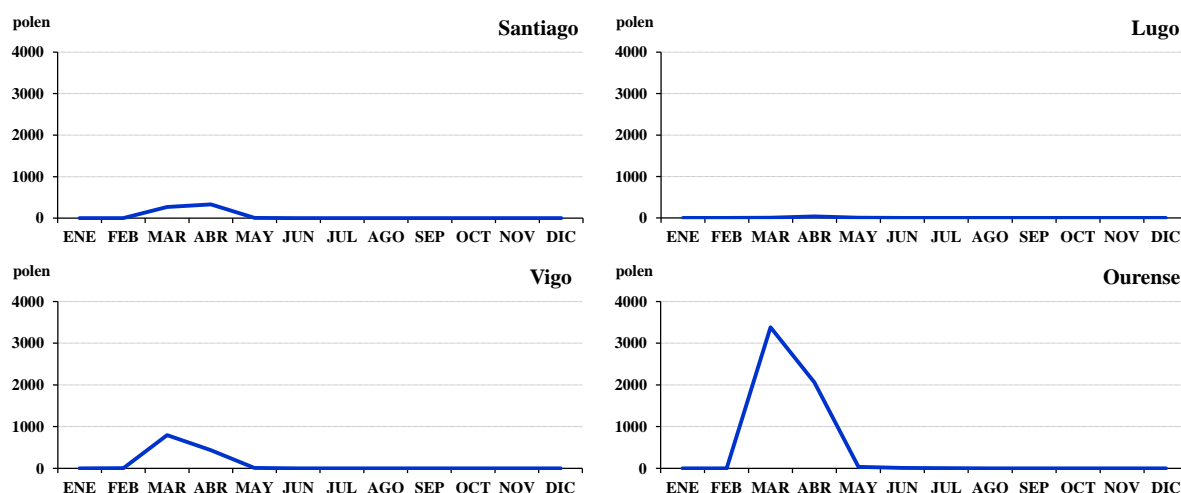 polen
Santiago
4000
3000
2000
1000
0
ENE FEB MAR ABR MAY JUN JUL AGO SEP OCT NOV DIC
polen
Lugo
4000
3000
2000
1000
0
ENE FEB MAR ABR MAY JUN JUL AGO SEP OCT NOV DIC
polen
Vigo
4000
3000
2000
1000
0
ENE FEB MAR ABR MAY JUN JUL AGO SEP OCT NOV DIC
polen
Ourense
4000
3000
2000
1000
0
ENE FEB MAR ABR MAY JUN JUL AGO SEP OCT NOV DIC